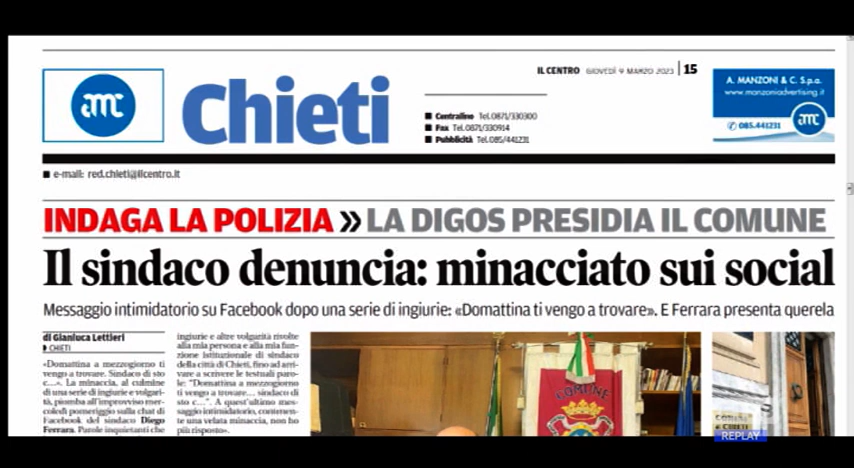 amc
Chieti
IL CENTRO GIOVEDÌ 9 MARZO 2023 15
■ Centralino Tel.0871/330300
■ Fax Tel.0871/330914
■ Pubblicità Tel.085/441231
A. MANZONI & C. S.p.a.
www.manzoniadvertising.it
085.441231
amc
■ e-mail: red.chieti@ilcentro.it
INDAGA LA POLIZIA » LA DIGOS PRESIDIA IL COMUNE
Il sindaco denuncia: minacciato sui social
Messaggio intimidatorio su Facebook dopo una serie di ingiurie: «Domattina ti vengo a trovare». E Ferrara presenta querela
di Gianluca Lettieri
CHIETI
«Domattina a mezzogiorno ti
vengo a trovare. Sindaco di sto
c...». La minaccia, al culmine
di una serie di ingiurie e volgari-
tà, piomba all'improvviso mer-
coledì pomeriggio sulla chat di
Facebook del sindaco Diego
Ferrara. Parole inquietanti che
ingiurie e altre volgarità rivolte
alla mia persona e alla mia fun-
zione istituzionale di sindaco
della città di Chieti, fino ad arri-
vare a scrivere le testuali paro-
le: "Domattina a mezzogiorno
ti vengo a trovare... sindaco di
sto c...". A quest'ultimo mes-
saggio intimidatorio, contenen-
te una velata minaccia, non ho
più risposto».
COMUNE
REPLAY